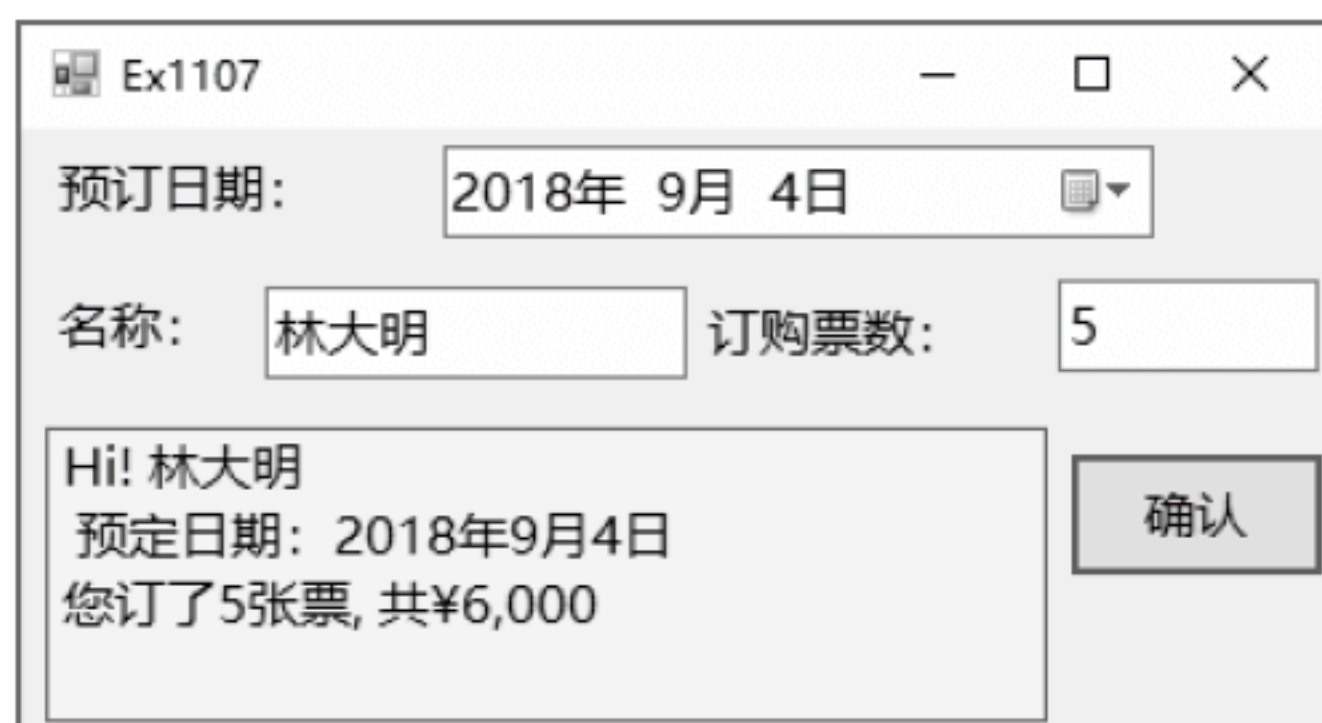 Ex1107
预订日期： 2018年 9月 4日
名称： 林大明 订购票数： 5
Hi! 林大明
预定日期：2018年9月4日
您订了5张票, 共¥6,000
确认